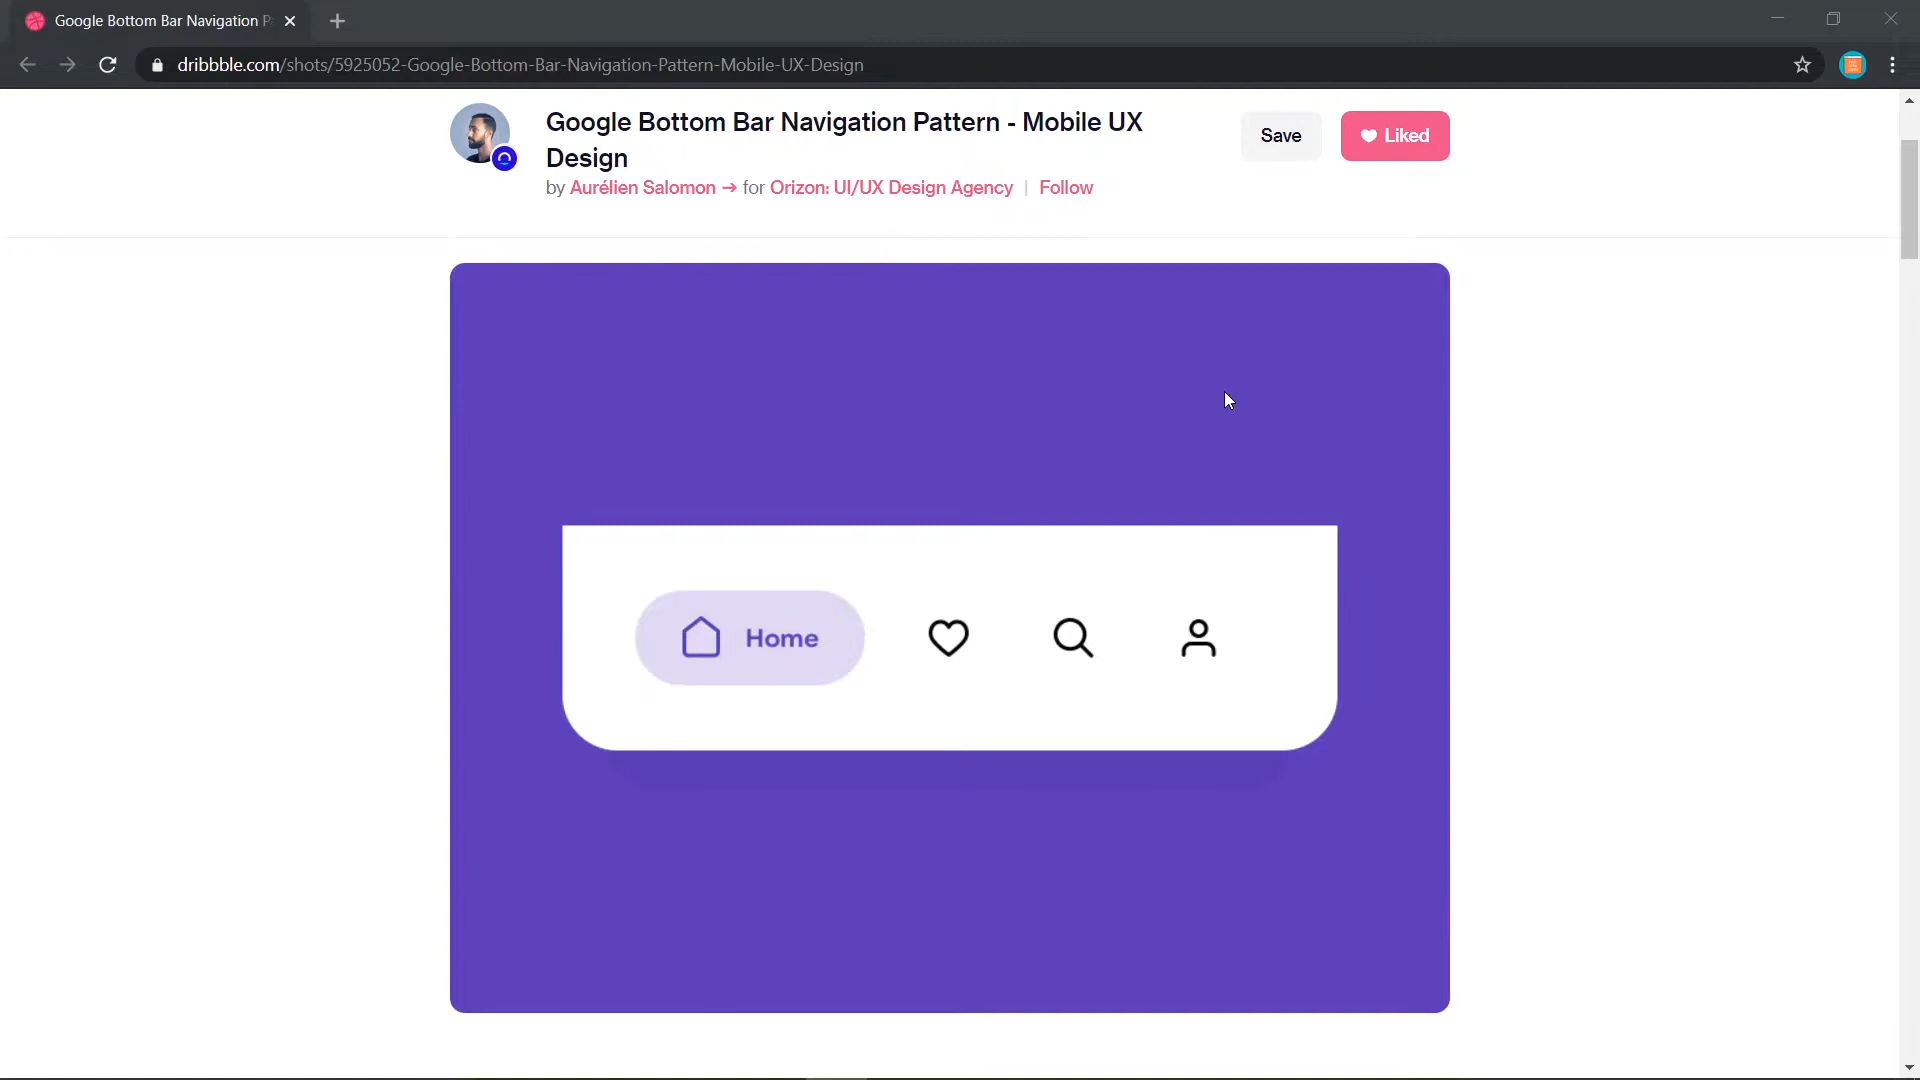 Google Bottom Bar Navigation P
dribbble.com/shots/5925052-Google-Bottom-Bar-Navigation-Pattern-Mobile-UX-Design
Google Bottom Bar Navigation Pattern - Mobile UX
Design
by Aurélien Salomon → for Orizon: UI/UX Design Agency | Follow
Save
Liked
Home